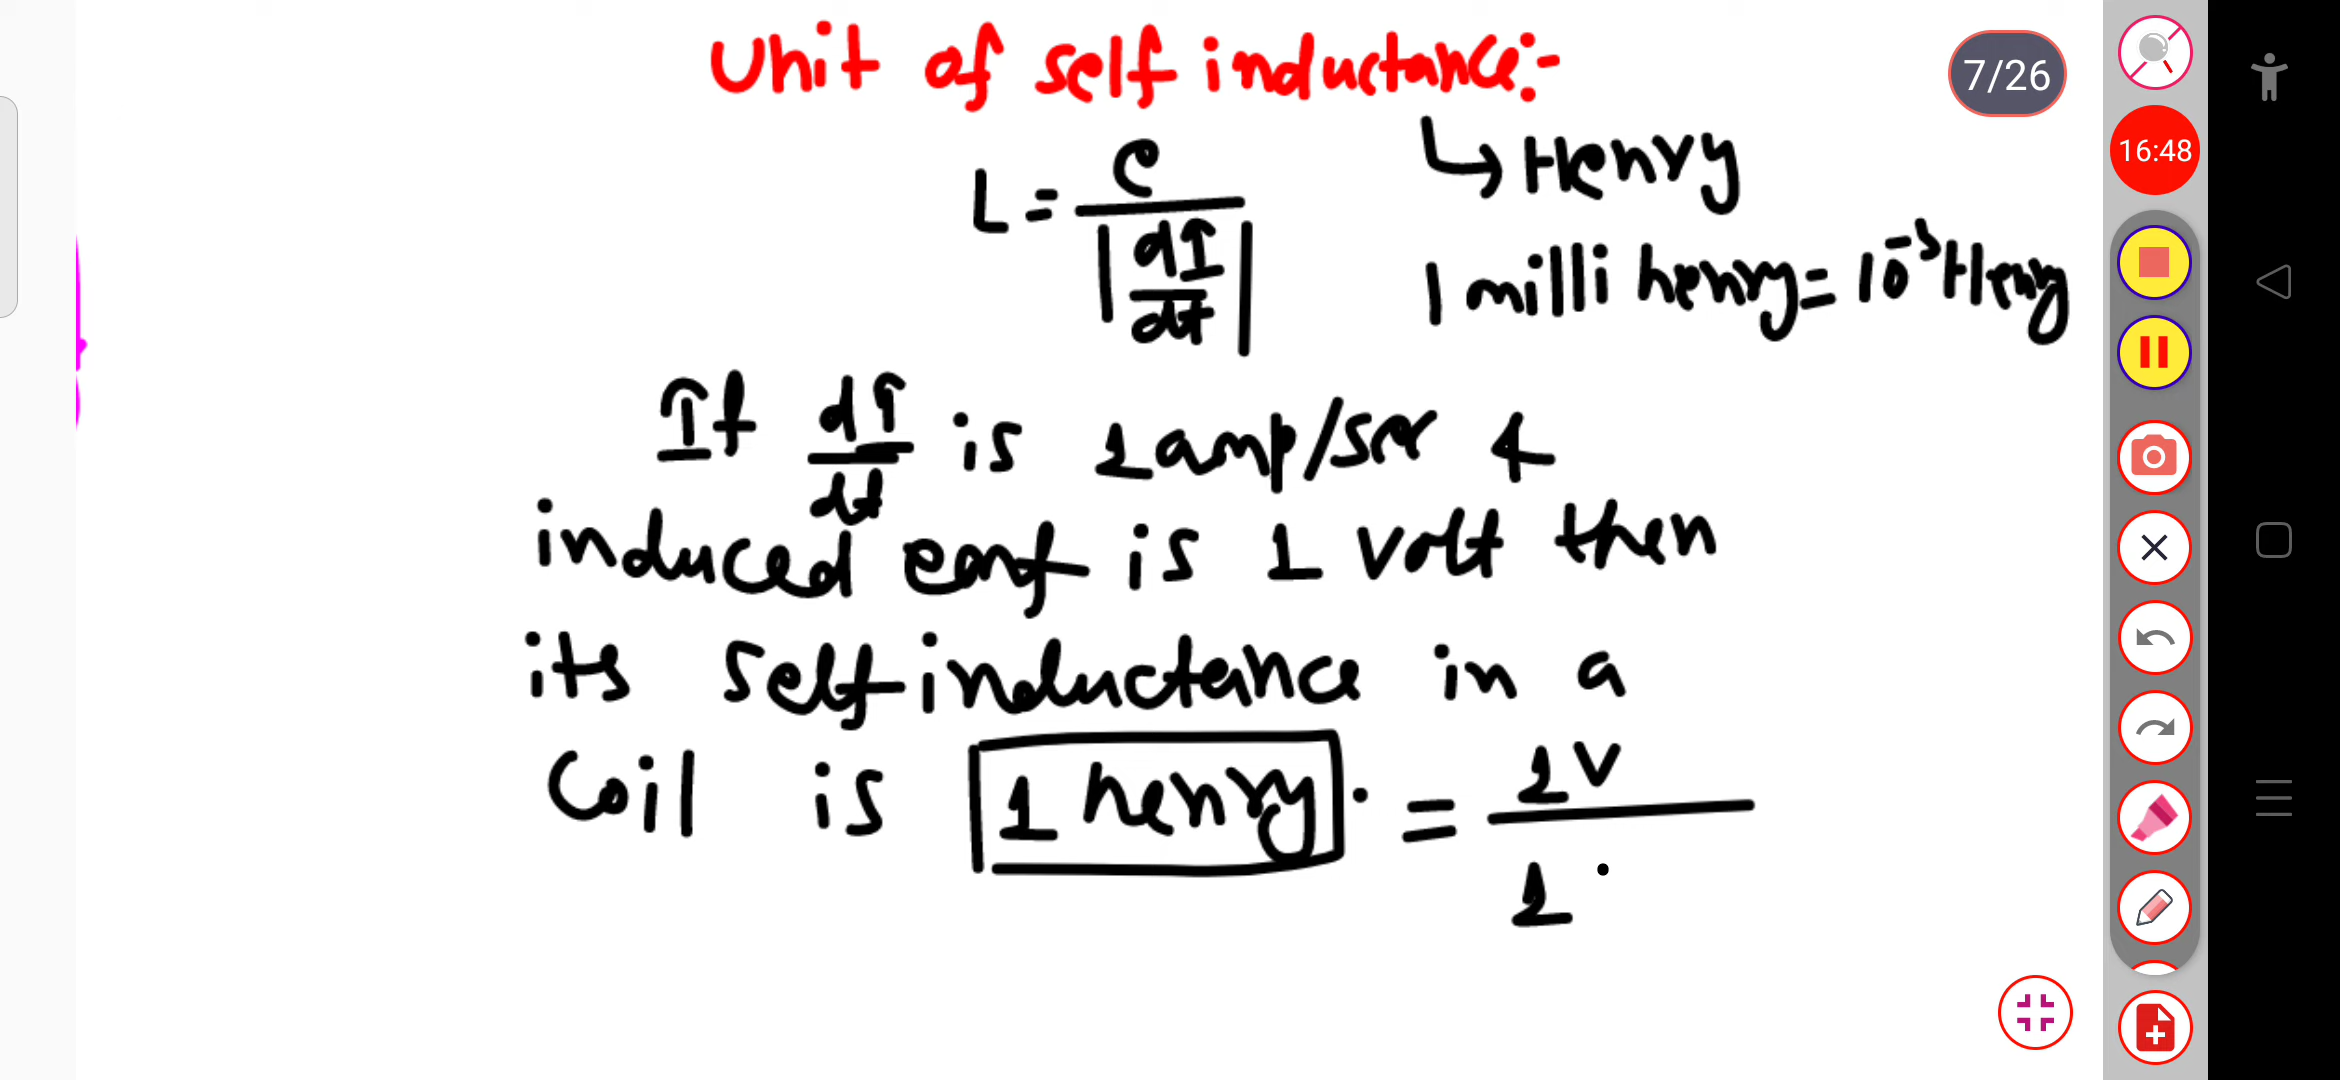 Unit of self inductance:-
7/26
16:48
L = e / |dI/dt|
↳ Henry
1 milli henry = 10⁻³ Henry
If dI/dt is 1 amp/sec &
induced emf is 1 volt then
its self inductance in a
Coil is 1 henry. = 1V / 1